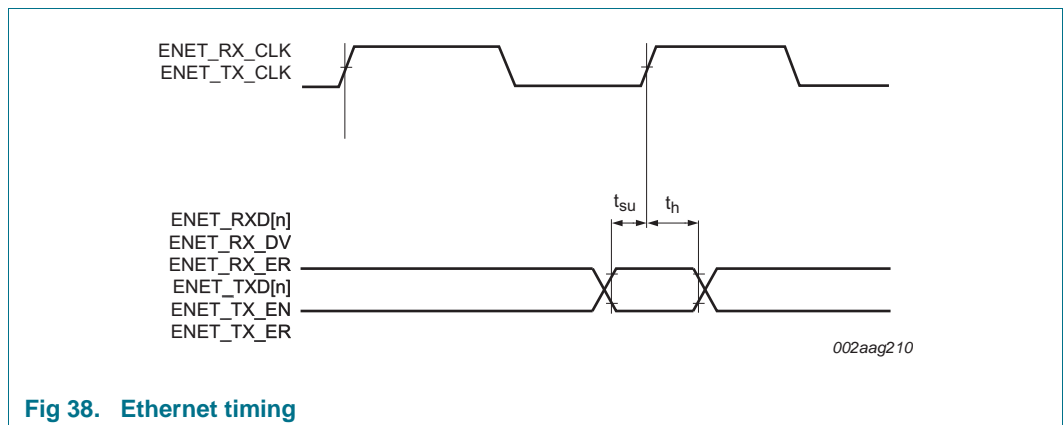 ENET_RX_CLK
ENET_TX_CLK
t_su t_h
ENET_RXD[n]
ENET_RX_DV
ENET_RX_ER
ENET_TXD[n]
ENET_TX_EN
ENET_TX_ER
002aag210
Fig 38. Ethernet timing